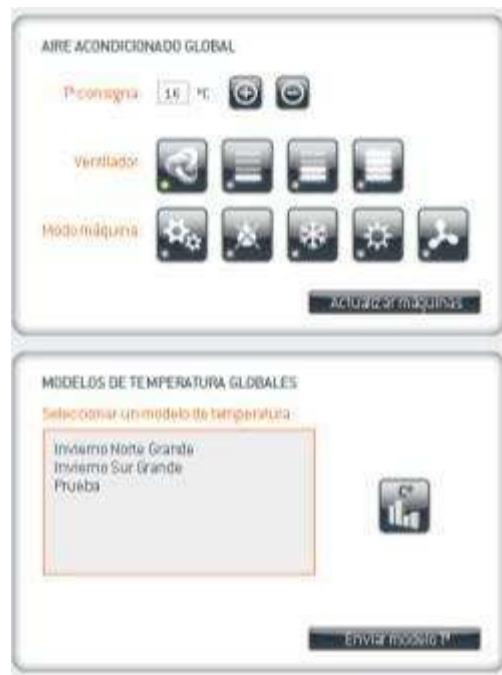 AIRE ACONDICIONADO GLOBAL
Tª consigna 16 ºC
Ventilador
Modo máquina
Actualizar máquinas
MODELOS DE TEMPERATURA GLOBALES
Seleccionar un modelo de temperatura
Invierno Norte Grande
Invierno Sur Grande
Prueba
Cº
Enviar modelo Tª